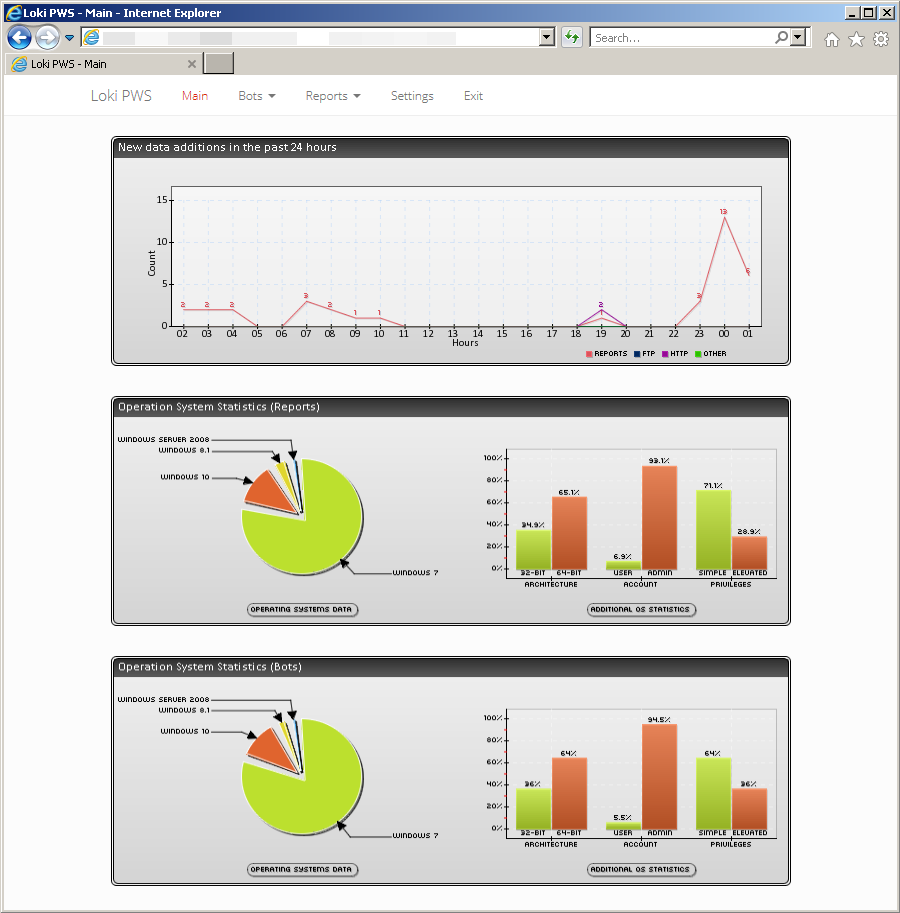 Loki PWS - Main - Internet Explorer
Search...
Loki PWS - Main
Loki PWS Main Bots Reports Settings Exit
New data additions in the past 24 hours
15
10
5
0
Count
2 2 2 3 2 1 1 2 1 3 13 6
02 03 04 05 06 07 08 09 10 11 12 13 14 15 16 17 18 19 20 21 22 23 00 01
Hours
REPORTS FTP HTTP OTHER
Operation System Statistics (Reports)
WINDOWS SERVER 2008
WINDOWS 8.1
WINDOWS 10
WINDOWS 7
OPERATING SYSTEMS DATA
100%
80%
60%
40%
20%
0%
34.9% 65.1% 6.9% 93.1% 71.1% 28.9%
32-BIT 64-BIT USER ADMIN SIMPLE ELEVATED
ARCHITECTURE ACCOUNT PRIVILEGES
ADDITIONAL OS STATISTICS
Operation System Statistics (Bots)
WINDOWS SERVER 2008
WINDOWS 8.1
WINDOWS 10
WINDOWS 7
OPERATING SYSTEMS DATA
100%
80%
60%
40%
20%
0%
36% 64% 5.5% 94.5% 64% 36%
32-BIT 64-BIT USER ADMIN SIMPLE ELEVATED
ARCHITECTURE ACCOUNT PRIVILEGES
ADDITIONAL OS STATISTICS